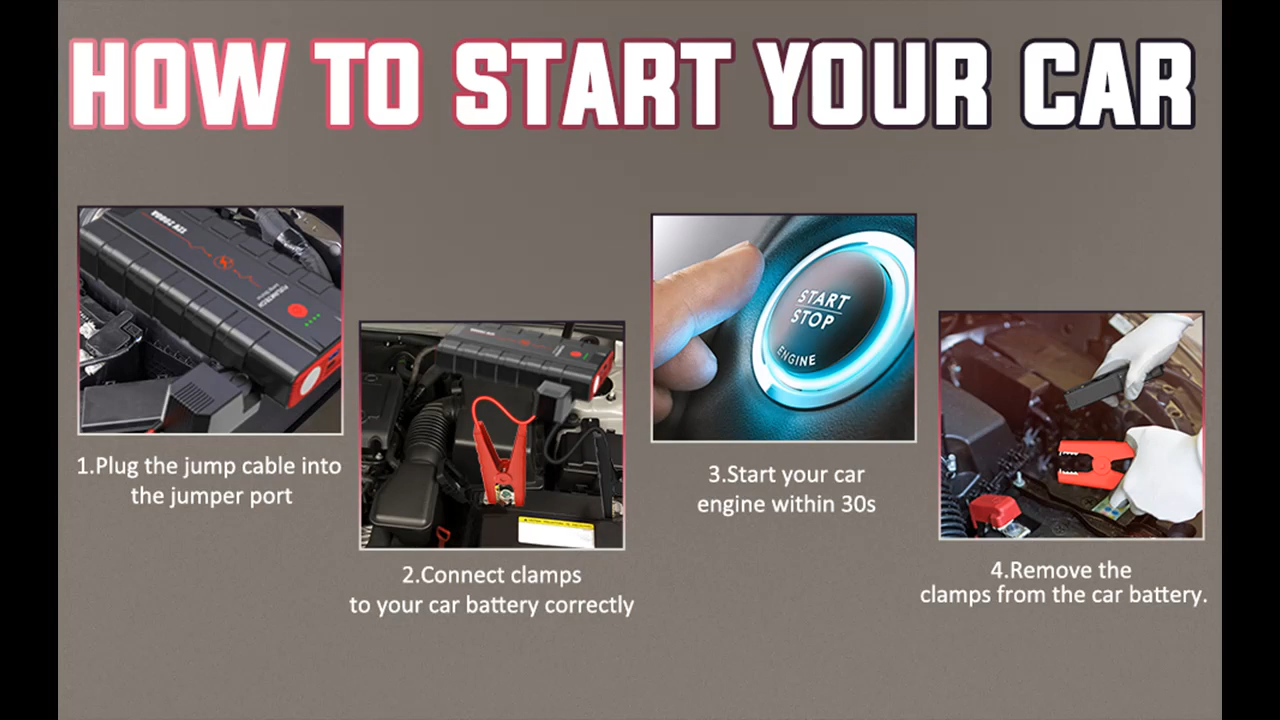 HOW TO START YOUR CAR
1.Plug the jump cable into
the jumper port
2.Connect clamps
to your car battery correctly
START
STOP
ENGINE
3.Start your car
engine within 30s
4.Remove the
clamps from the car battery.